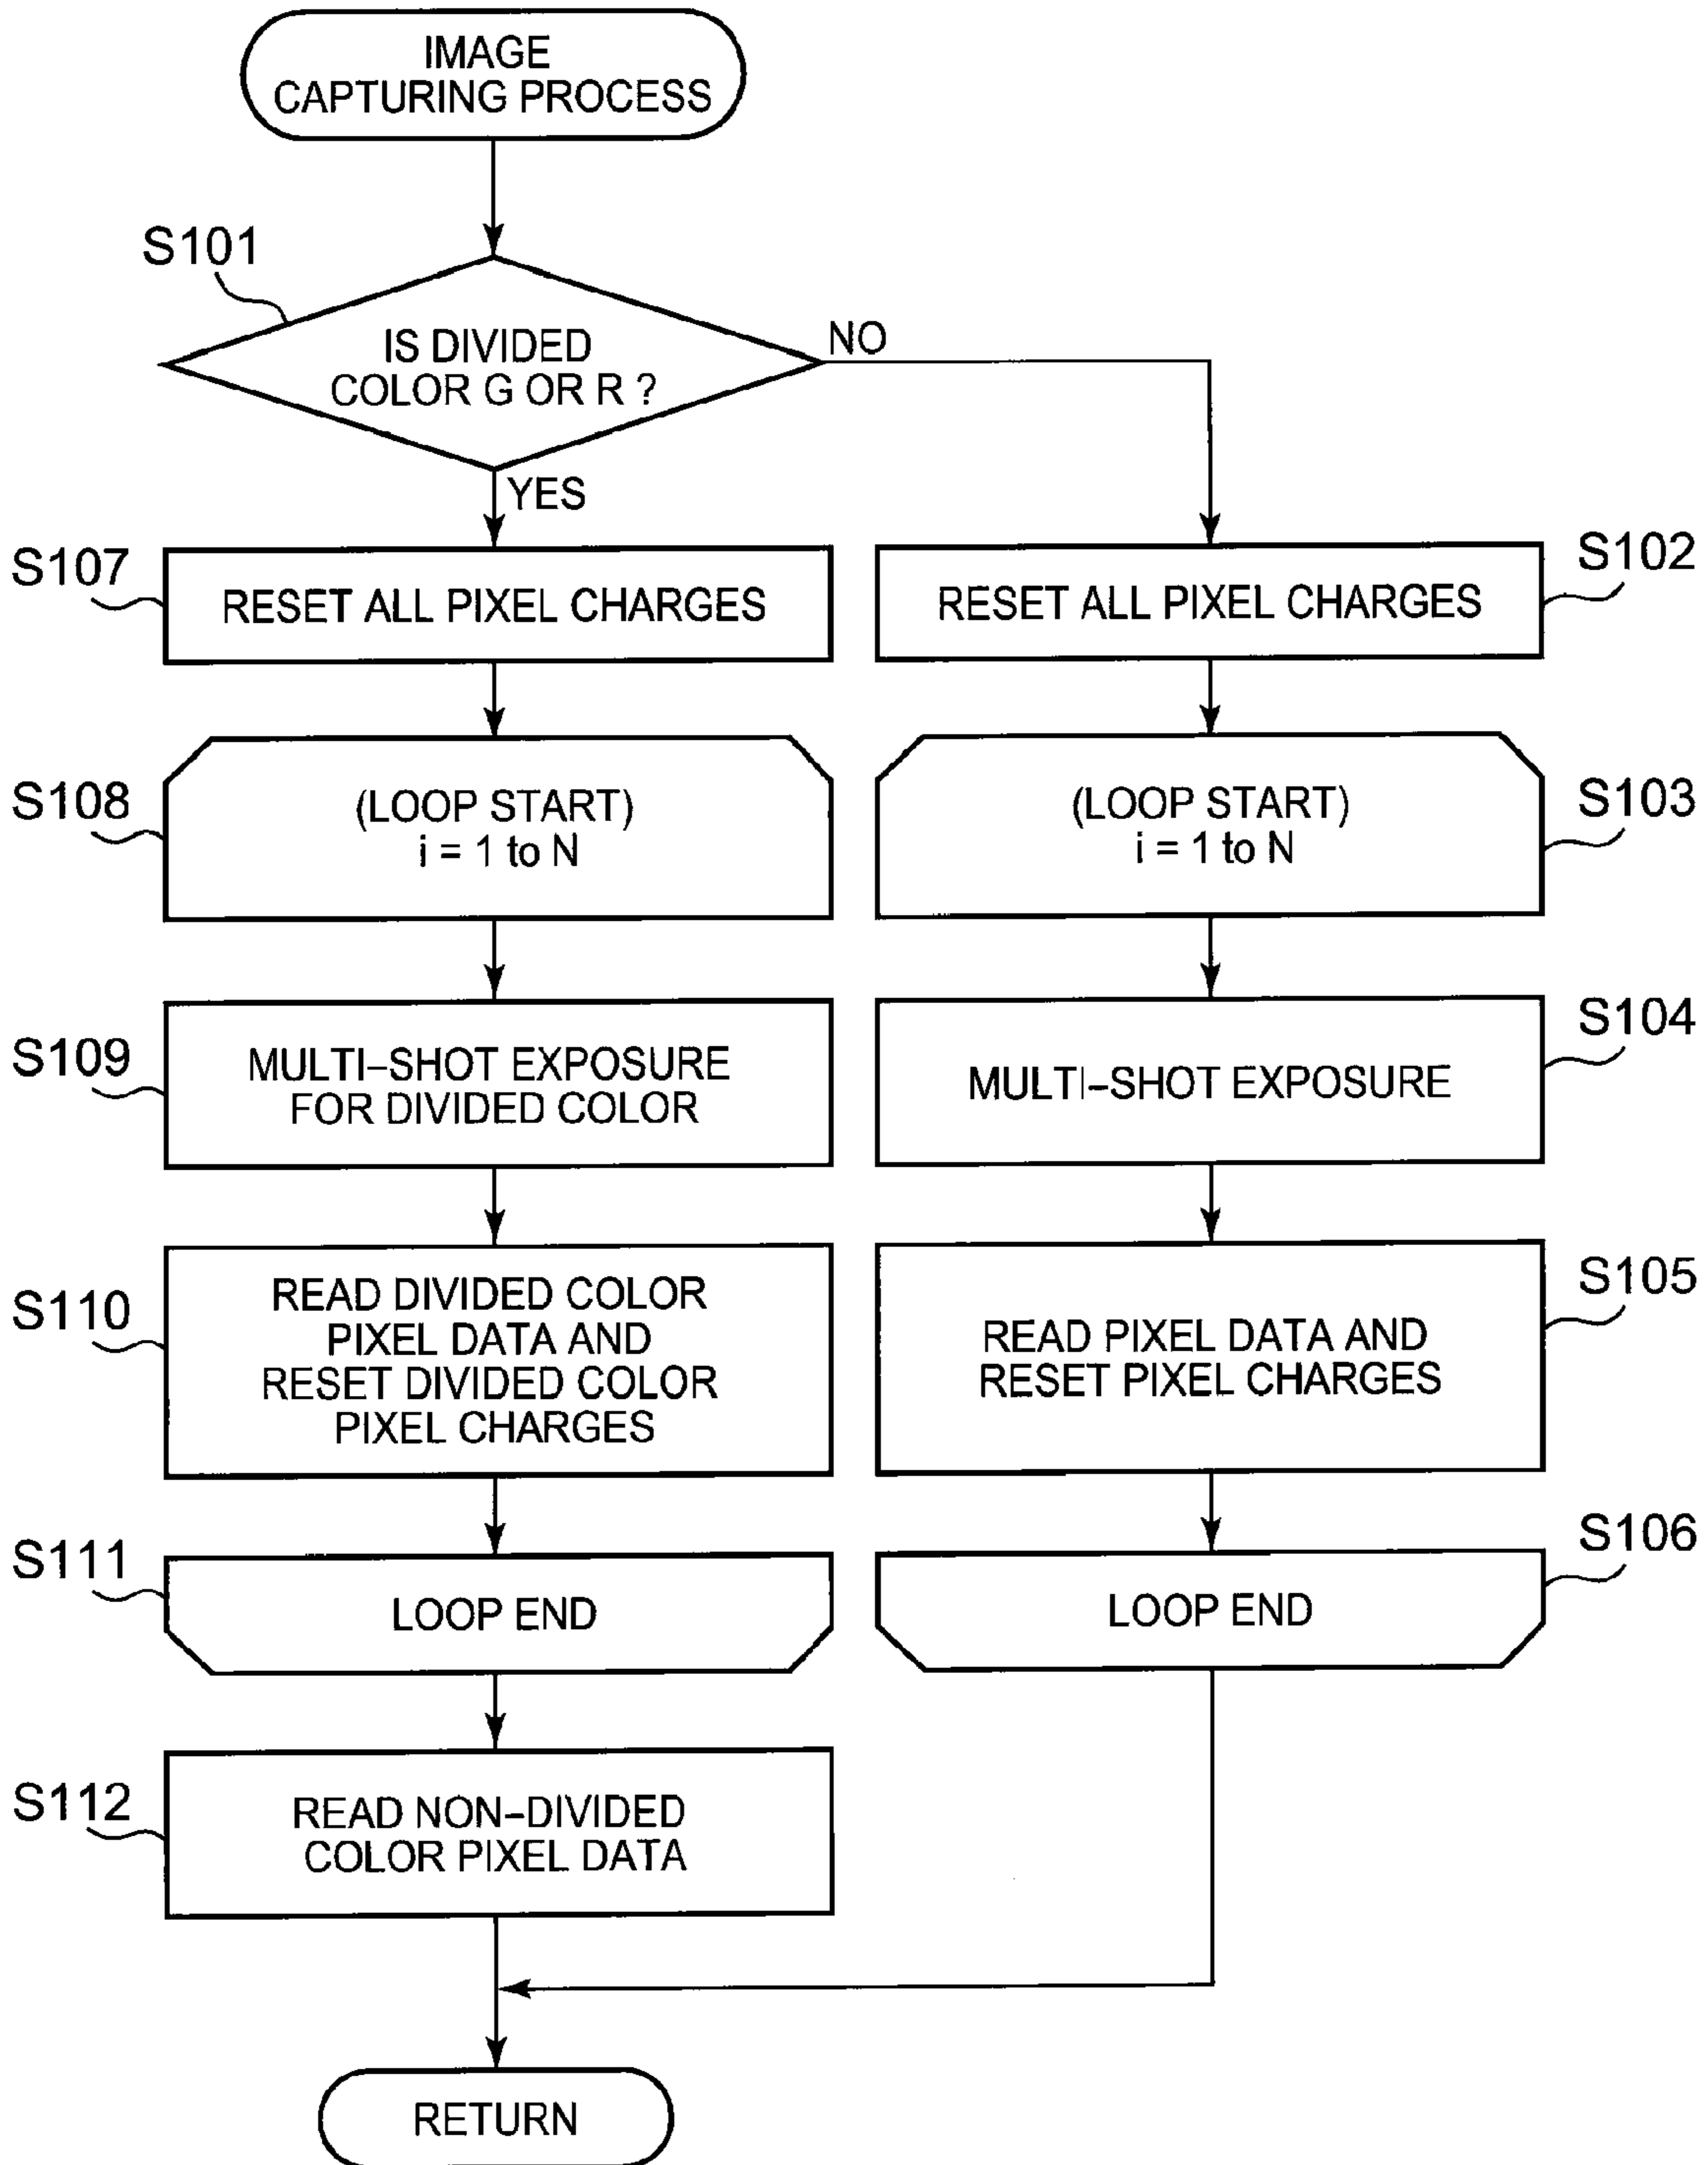 IMAGE
CAPTURING PROCESS
S101
IS DIVIDED
COLOR G OR R ?
NO
YES
S107
RESET ALL PIXEL CHARGES
S102
RESET ALL PIXEL CHARGES
S108
(LOOP START)
i = 1 to N
S103
(LOOP START)
i = 1 to N
S109
MULTI–SHOT EXPOSURE
FOR DIVIDED COLOR
S104
MULTI–SHOT EXPOSURE
S110
READ DIVIDED COLOR
PIXEL DATA AND
RESET DIVIDED COLOR
PIXEL CHARGES
S105
READ PIXEL DATA AND
RESET PIXEL CHARGES
S111
LOOP END
S106
LOOP END
S112
READ NON–DIVIDED
COLOR PIXEL DATA
RETURN